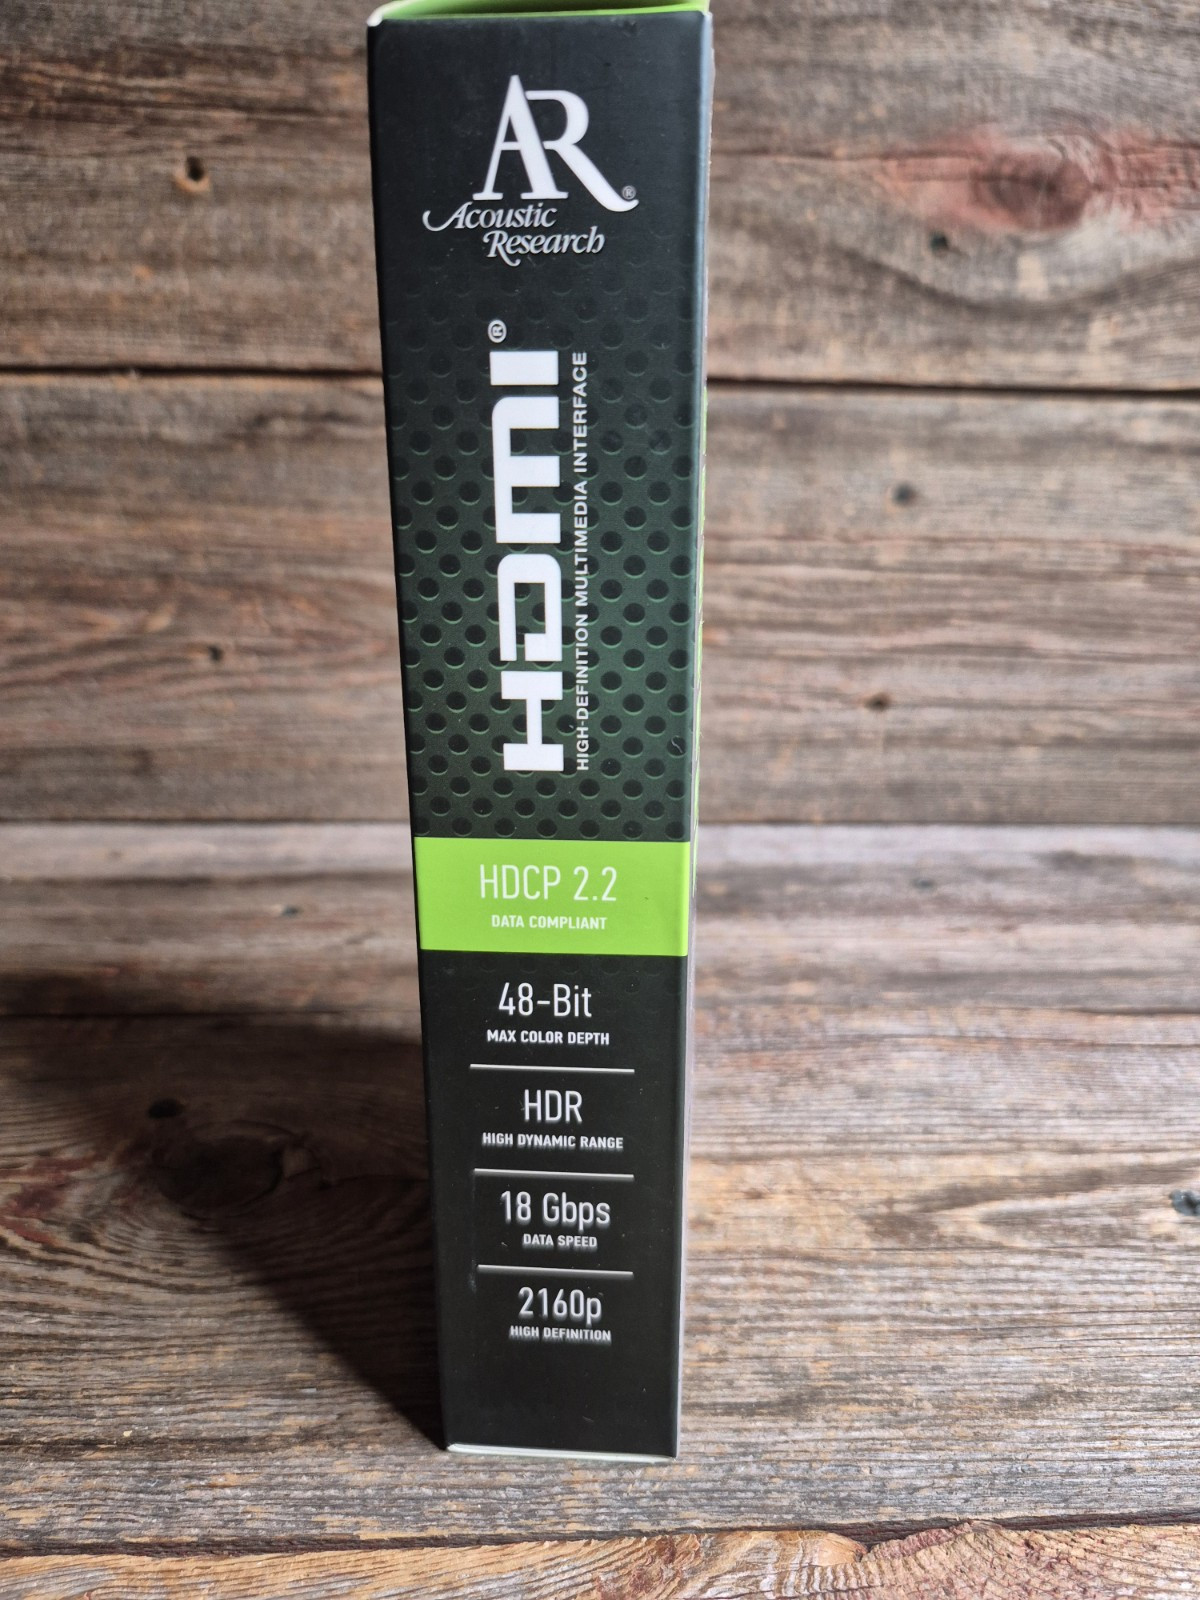 AR®
Acoustic
Research
HDMI®
HIGH-DEFINITION MULTIMEDIA INTERFACE
HDCP 2.2
DATA COMPLIANT
48-Bit
MAX COLOR DEPTH
HDR
HIGH DYNAMIC RANGE
18 Gbps
DATA SPEED
2160p
HIGH DEFINITION